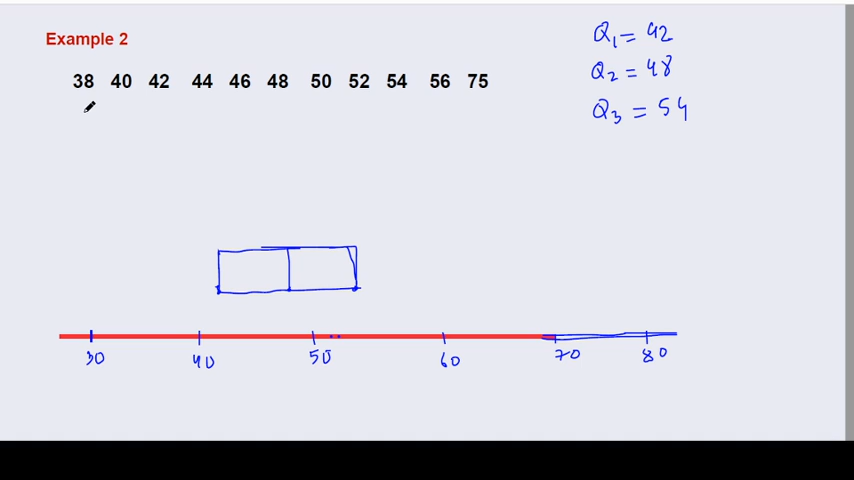 Example 2
Q1 = 42
38 40 42 44 46 48 50 52 54 56 75
Q2 = 48
Q3 = 54
30 40 50 60 70 80